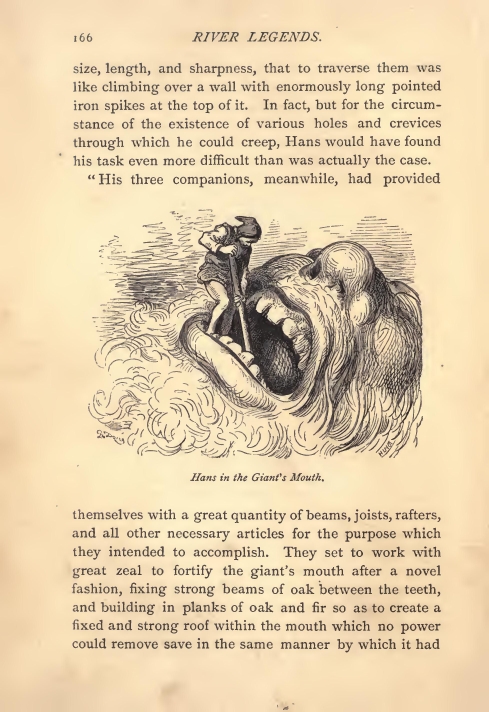 166 RIVER LEGENDS.
size, length, and sharpness, that to traverse them was
like climbing over a wall with enormously long pointed
iron spikes at the top of it. In fact, but for the circum-
stance of the existence of various holes and crevices
through which he could creep, Hans would have found
his task even more difficult than was actually the case.
“His three companions, meanwhile, had provided
Hans in the Giant's Mouth.
themselves with a great quantity of beams, joists, rafters,
and all other necessary articles for the purpose which
they intended to accomplish. They set to work with
great zeal to fortify the giant's mouth after a novel
fashion, fixing strong beams of oak between the teeth,
and building in planks of oak and fir so as to create a
fixed and strong roof within the mouth which no power
could remove save in the same manner by which it had